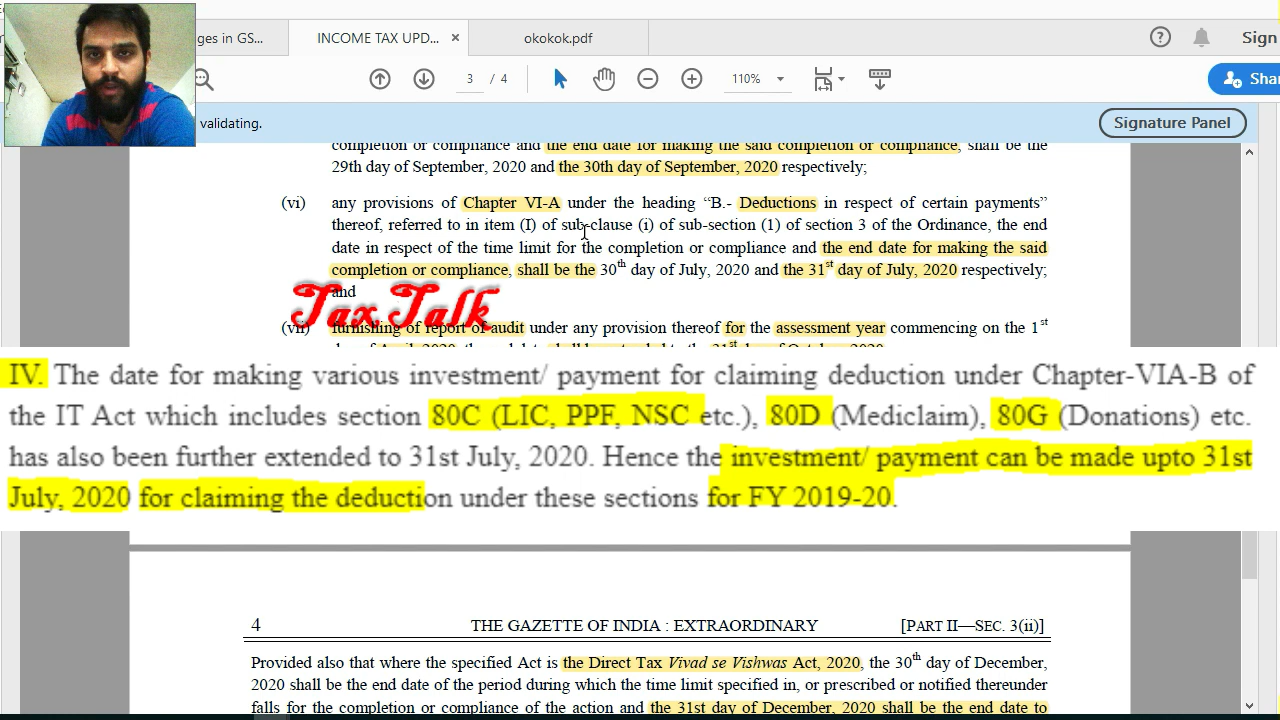 ges in GS...
INCOME TAX UPD... ×
okokok.pdf
Sign
3 / 4
110%
Shar
validating.
Signature Panel
completion or compliance and the end date for making the said completion or compliance, shall be the
29th day of September, 2020 and the 30th day of September, 2020 respectively;
(vi) any provisions of Chapter VI-A under the heading “B.- Deductions in respect of certain payments”
thereof, referred to in item (I) of sub-clause (i) of sub-section (1) of section 3 of the Ordinance, the end
date in respect of the time limit for the completion or compliance and the end date for making the said
completion or compliance, shall be the 30th day of July, 2020 and the 31st day of July, 2020 respectively;
and
Tax Talk
(vii) furnishing of report of audit under any provision thereof for the assessment year commencing on the 1st
IV. The date for making various investment/ payment for claiming deduction under Chapter-VIA-B of
the IT Act which includes section 80C (LIC, PPF, NSC etc.), 80D (Mediclaim), 80G (Donations) etc.
has also been further extended to 31st July, 2020. Hence the investment/ payment can be made upto 31st
July, 2020 for claiming the deduction under these sections for FY 2019-20.
4 THE GAZETTE OF INDIA : EXTRAORDINARY [PART II—SEC. 3(ii)]
Provided also that where the specified Act is the Direct Tax Vivad se Vishwas Act, 2020, the 30th day of December,
2020 shall be the end date of the period during which the time limit specified in, or prescribed or notified thereunder
falls for the completion or compliance of the action and the 31st day of December, 2020 shall be the end date to